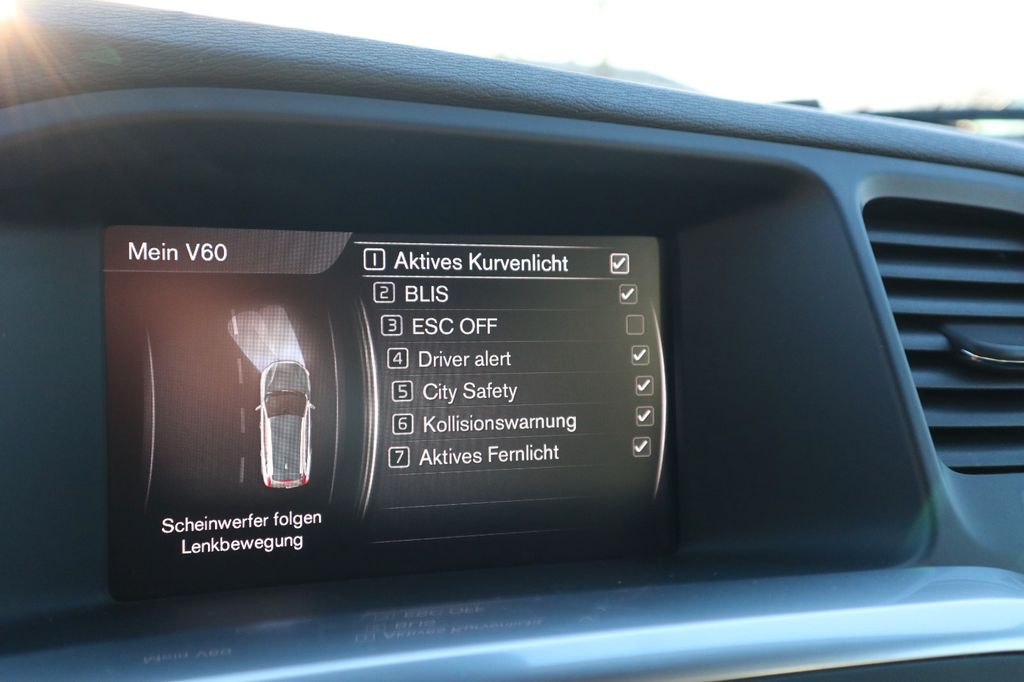 Mein V60
1 Aktives Kurvenlicht
2 BLIS
3 ESC OFF
4 Driver alert
5 City Safety
6 Kollisionswarnung
7 Aktives Fernlicht
Scheinwerfer folgen
Lenkbewegung